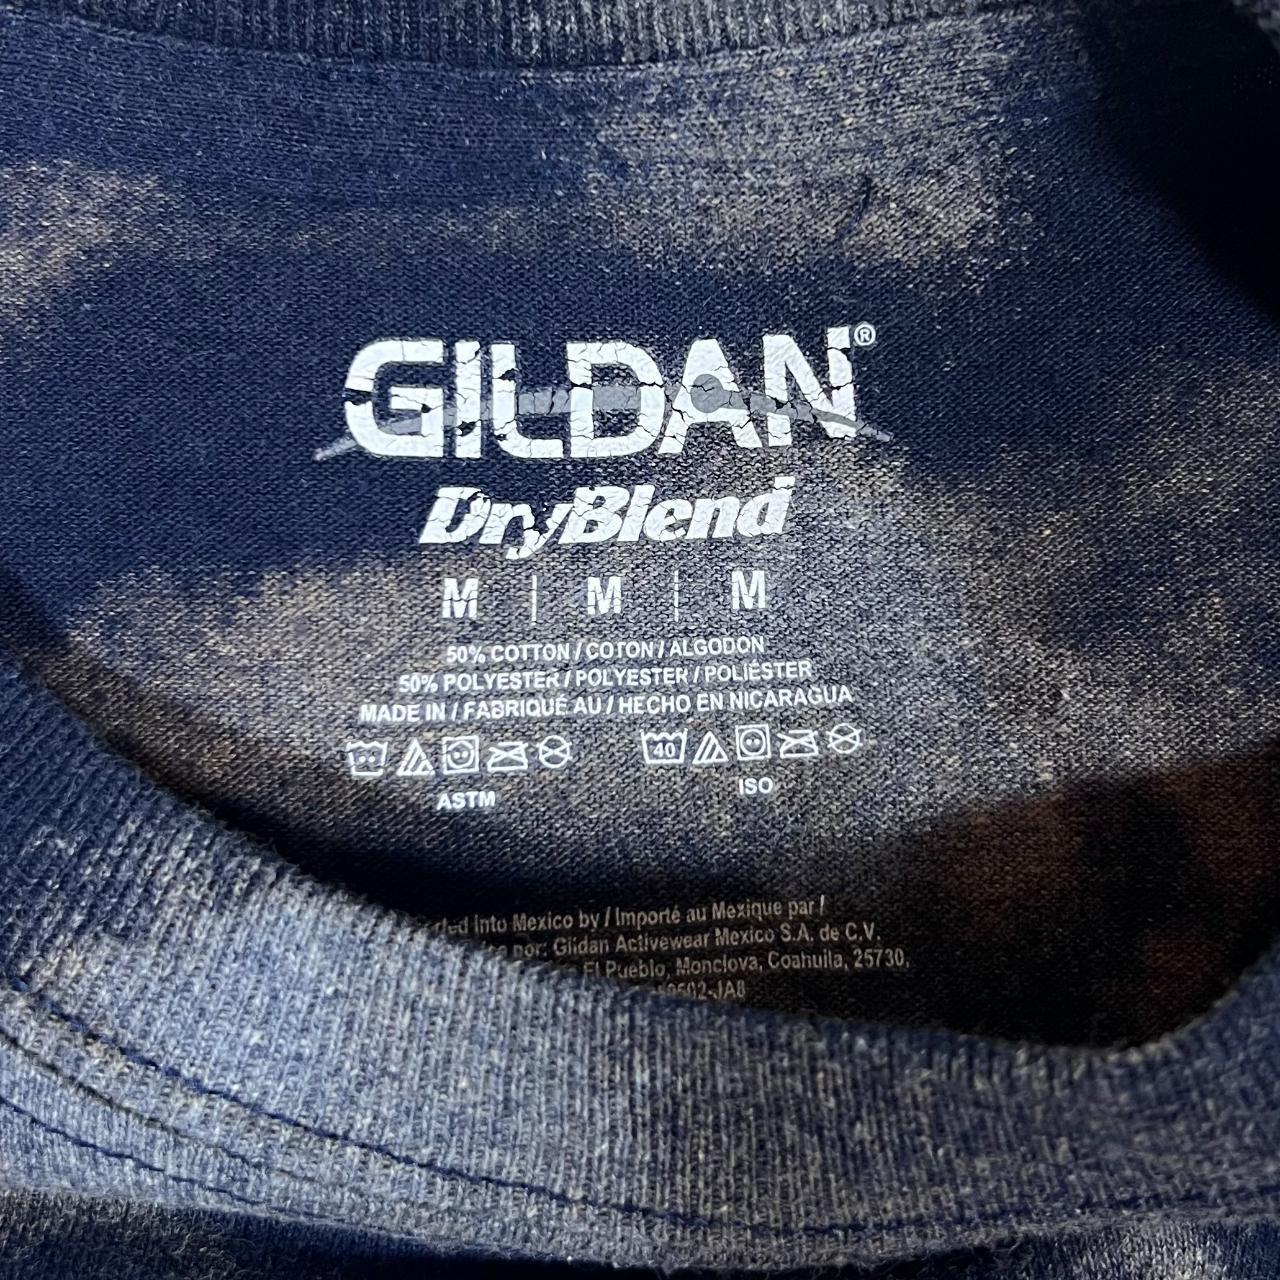 GILDAN®
DryBlend
M | M | M
50% COTTON / COTON / ALGODON
50% POLYESTER / POLYESTER / POLIÉSTER
MADE IN / FABRIQUÉ AU / HECHO EN NICARAGUA
40
ASTM
ISO
Into Mexico by / Importé au Mexique par /
por: Gildan Activewear Mexico S.A. de C.V.
El Pueblo, Monclova, Coahuila, 25730,